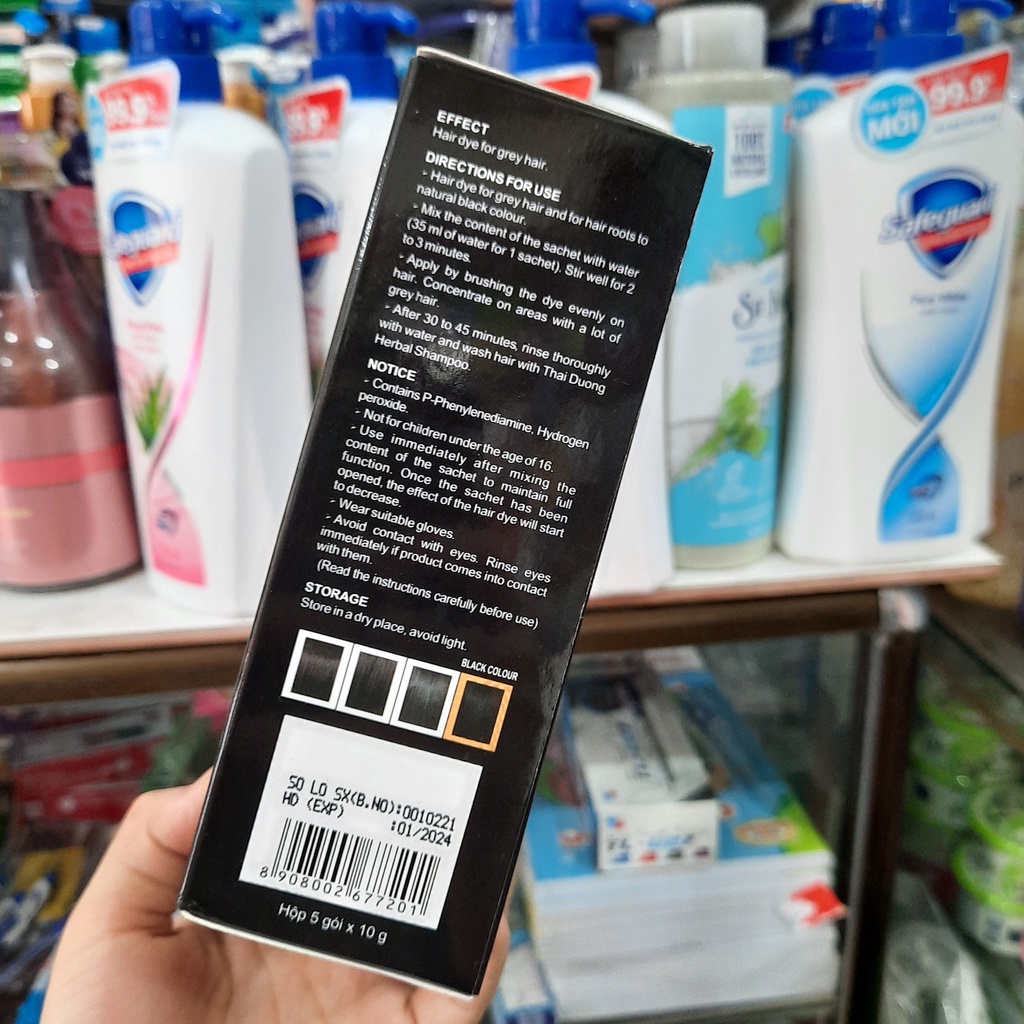 EFFECT
Hair dye for grey hair.
DIRECTIONS FOR USE
- Hair dye for grey hair and for hair roots to
natural black colour.
- Mix the content of the sachet with water
(35 ml of water for 1 sachet). Stir well for 2
to 3 minutes.
- Apply by brushing the dye evenly on
hair. Concentrate on areas with a lot of
grey hair.
- After 30 to 45 minutes, rinse thoroughly
with water and wash hair with Thai Duong
Herbal Shampoo.
NOTICE
- Contains P-Phenylenediamine, Hydrogen
peroxide.
- Not for children under the age of 16.
- Use immediately after mixing the
content of the sachet to maintain full
function. Once the sachet has been
opened, the effect of the hair dye will start
to decrease.
- Wear suitable gloves.
- Avoid contact with eyes. Rinse eyes
immediately if product comes into contact
with them.
(Read the instructions carefully before use)
STORAGE
Store in a dry place, avoid light.
BLACK COLOUR
SO LO SX(B.NO):0010221
HD (EXP) :01/2024
8 908002 677201
Hộp 5 gói x 10 g
99.9%
99.9%
MỚI
99.9%
Safeguard